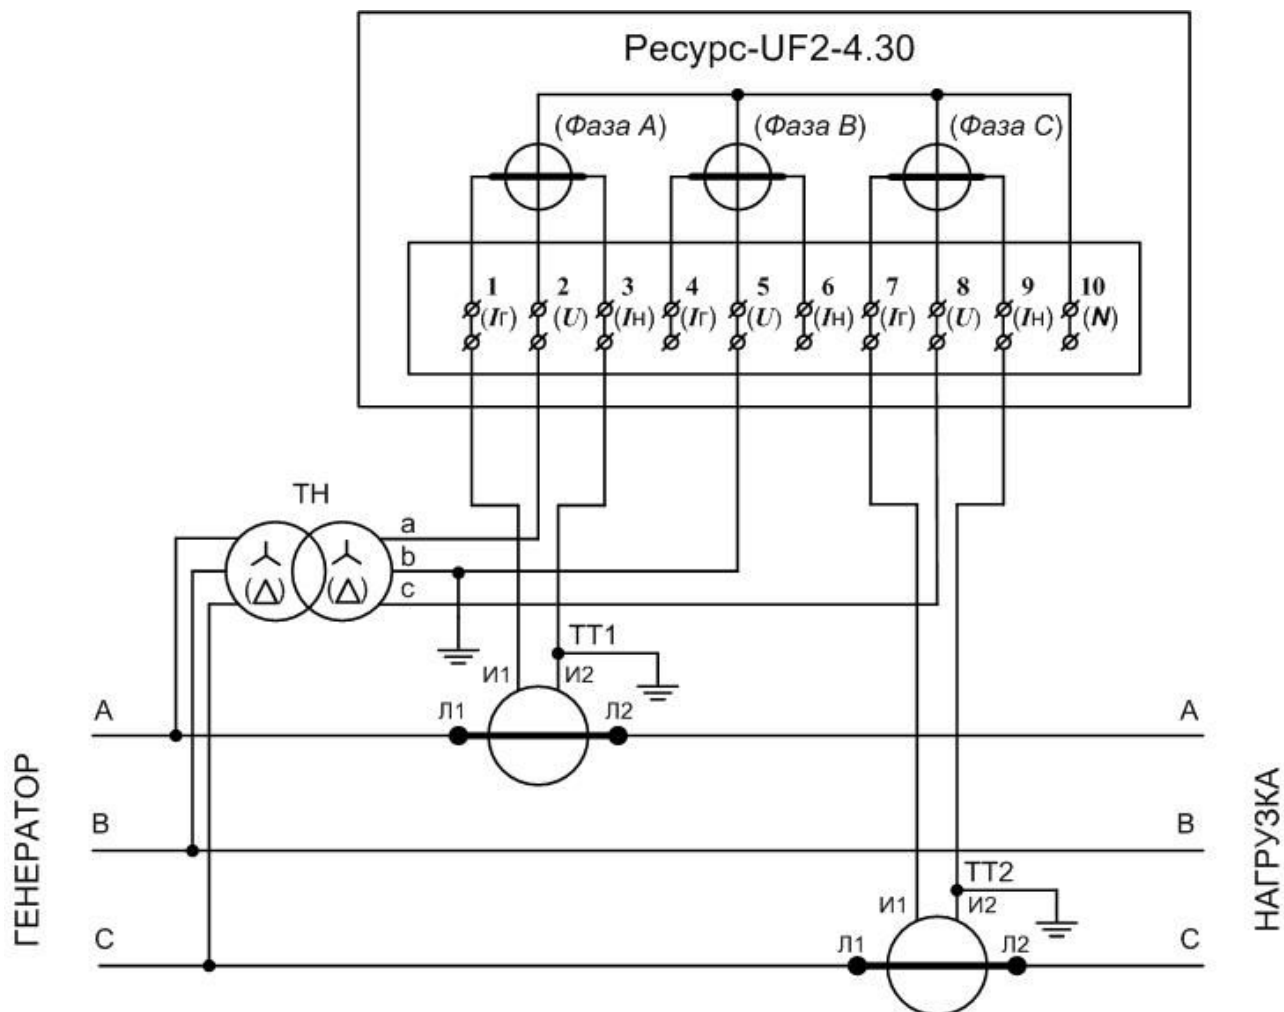 Ресурс-UF2-4.30
(Фаза А) (Фаза В) (Фаза С)
1 2 3 4 5 6 7 8 9 10
(Iг) (U) (Iн) (Iг) (U) (Iн) (Iг) (U) (Iн) (N)
ТН
a
b
c
(Δ) (Δ)
ТТ1
И1 И2
А Л1 Л2 А
В В
ТТ2
И1 И2
С Л1 Л2 С
ГЕНЕРАТОР
НАГРУЗКА